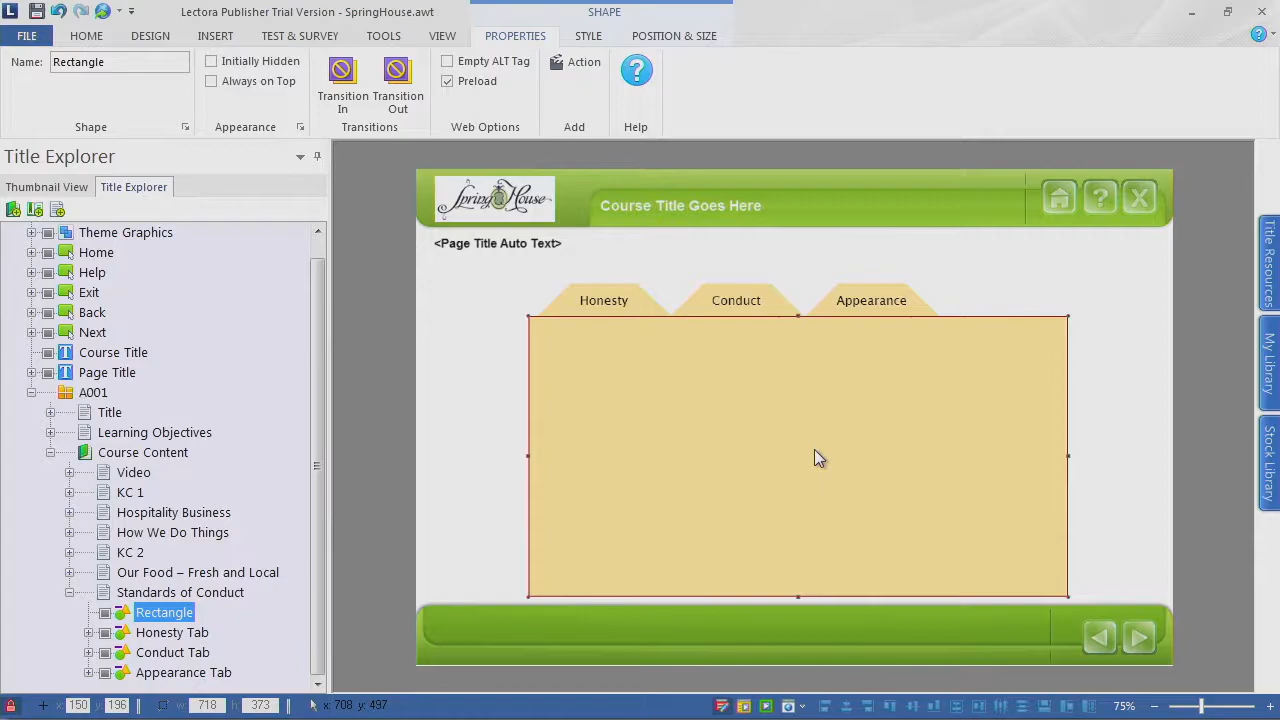 Lectora Publisher Trial Version - SpringHouse.awt
SHAPE
FILE
HOME
DESIGN
INSERT
TEST & SURVEY
TOOLS
VIEW
PROPERTIES
STYLE
POSITION & SIZE
Name: Rectangle
Initially Hidden
Always on Top
Transition In
Transition Out
Empty ALT Tag
Preload
Action
Shape
Appearance
Transitions
Web Options
Add
Help
Title Explorer
Thumbnail View
Title Explorer
Theme Graphics
Home
Help
Exit
Back
Next
Course Title
Page Title
A001
Title
Learning Objectives
Course Content
Video
KC 1
Hospitality Business
How We Do Things
KC 2
Our Food – Fresh and Local
Standards of Conduct
Rectangle
Honesty Tab
Conduct Tab
Appearance Tab
Spring House
Course Title Goes Here
<Page Title Auto Text>
Honesty
Conduct
Appearance
Title Resources
My Library
Stock Library
x: 150 y: 196 w: 718 h: 373 x: 708 y: 497 75%